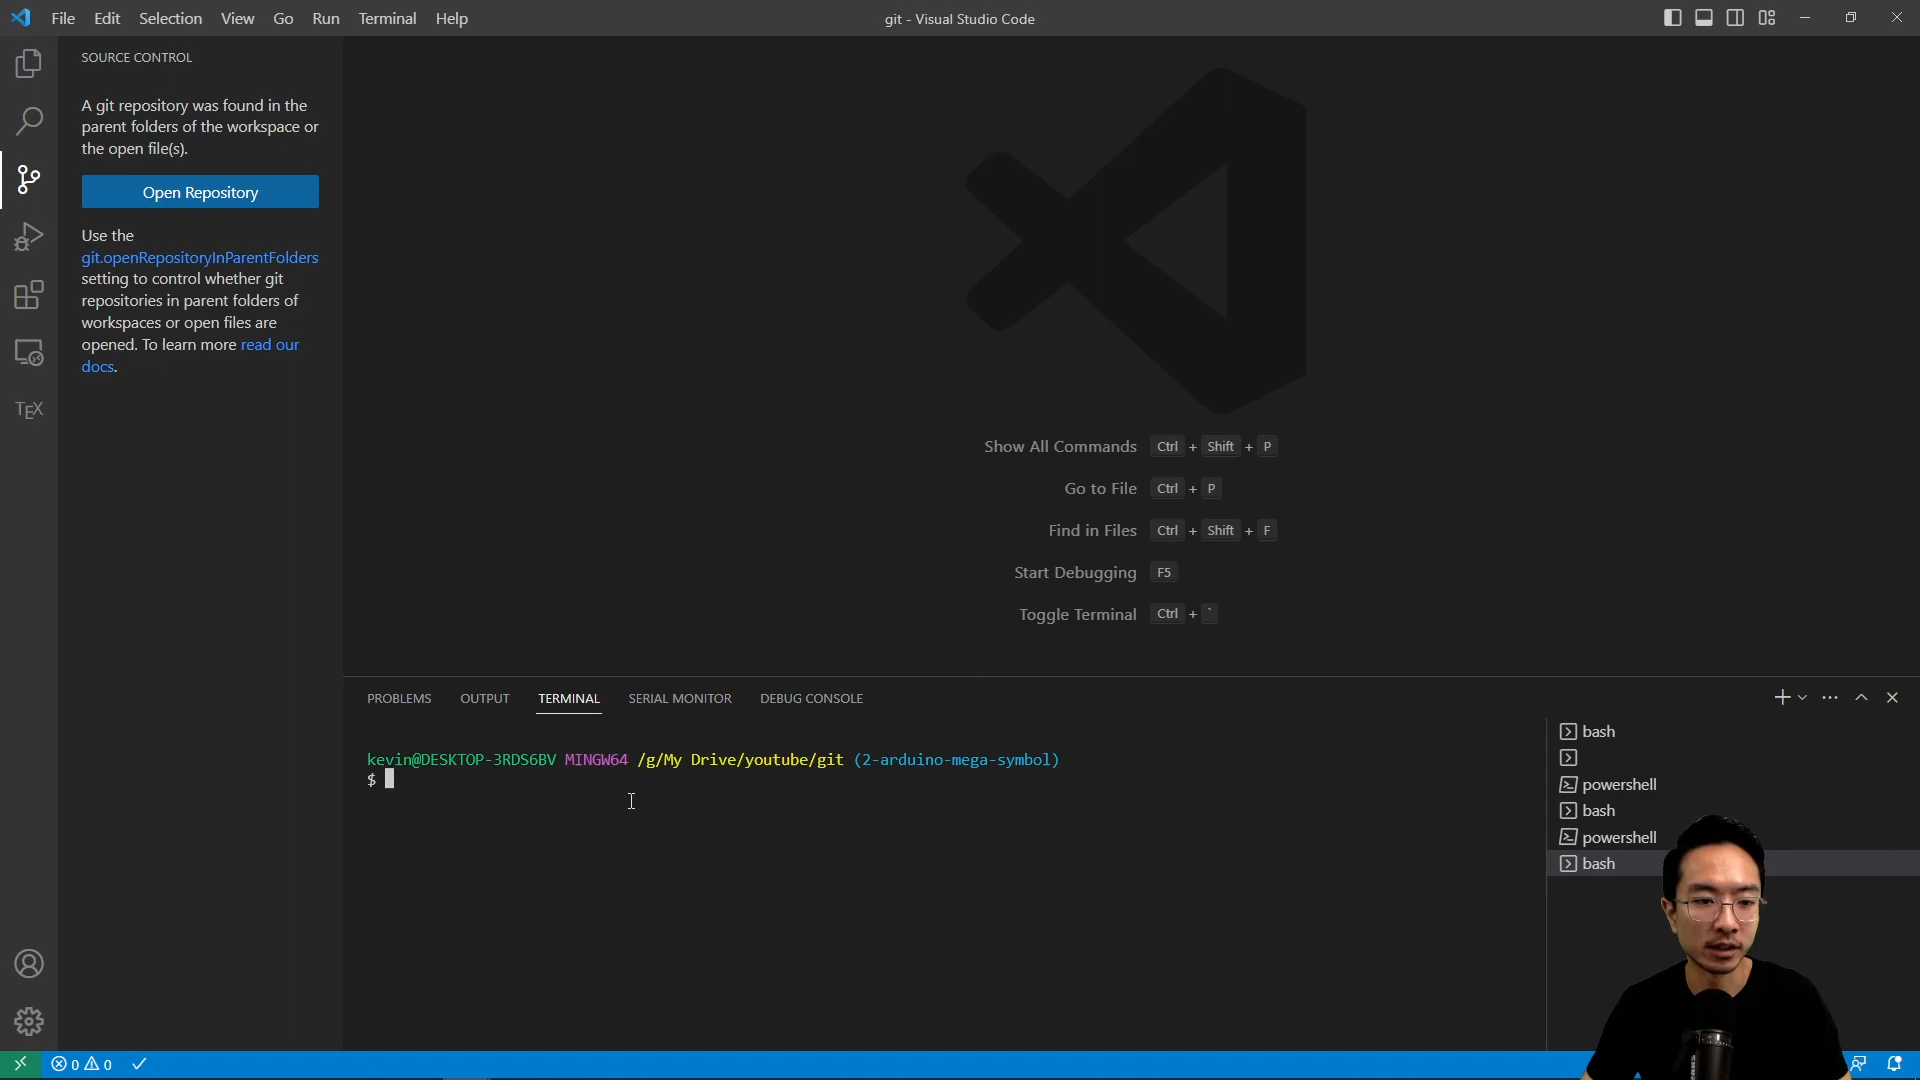 File Edit Selection View Go Run Terminal Help
git - Visual Studio Code
SOURCE CONTROL
A git repository was found in the
parent folders of the workspace or
the open file(s).
Open Repository
Use the
git.openRepositoryInParentFolders
setting to control whether git
repositories in parent folders of
workspaces or open files are
opened. To learn more read our
docs.
TEX
Show All Commands Ctrl + Shift + P
Go to File Ctrl + P
Find in Files Ctrl + Shift + F
Start Debugging F5
Toggle Terminal Ctrl + `
PROBLEMS OUTPUT TERMINAL SERIAL MONITOR DEBUG CONSOLE
kevin@DESKTOP-3RDS6BV MINGW64 /g/My Drive/youtube/git (2-arduino-mega-symbol)
$
bash
powershell
bash
powershell
bash
0 0